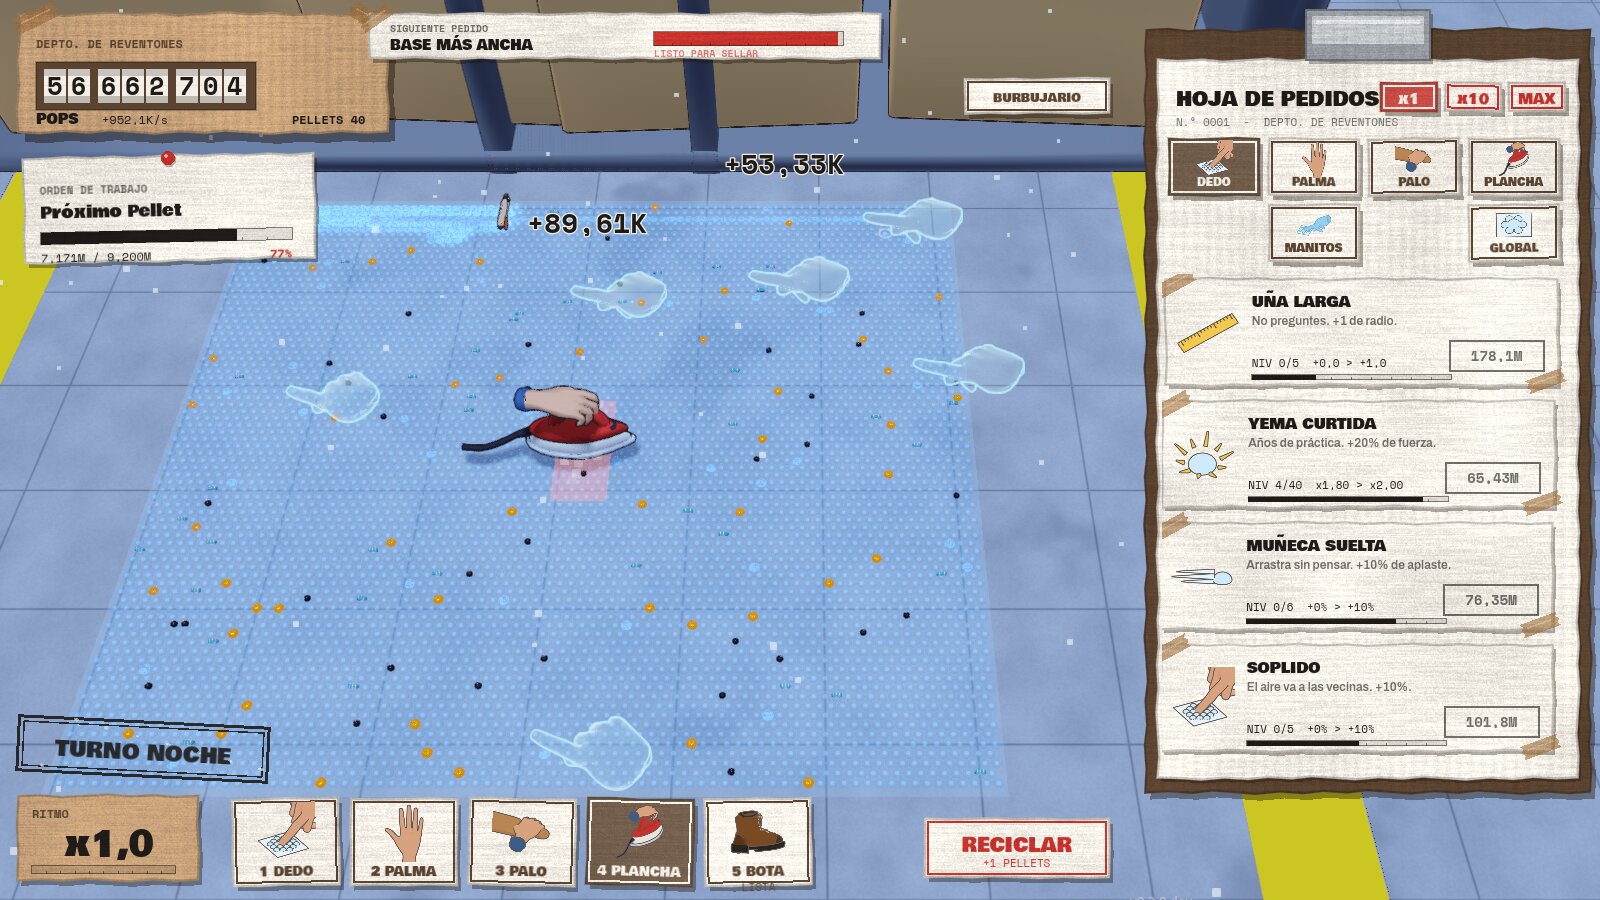 DEPTO. DE REVENTONES
56 662 704
POPS +952,1K/s PELLETS 40
SIGUIENTE PEDIDO
BASE MÁS ANCHA
LISTO PARA SELLAR
BURBUJARIO
ORDEN DE TRABAJO
Próximo Pellet
77%
7,171M / 9,200M
+53,33K
+89,61K
HOJA DE PEDIDOS
x1
x10
MAX
N.° 0001 - DEPTO. DE REVENTONES
DEDO
PALMA
PALO
PLANCHA
MANITOS
GLOBAL
UÑA LARGA
No preguntes. +1 de radio.
NIV 0/5 +0,0 > +1,0
178,1M
YEMA CURTIDA
Años de práctica. +20% de fuerza.
NIV 4/40 x1,80 > x2,00
65,43M
MUÑECA SUELTA
Arrastra sin pensar. +10% de aplaste.
NIV 0/6 +0% > +10%
76,35M
SOPLIDO
El aire va a las vecinas. +10%.
NIV 0/5 +0% > +10%
101,8M
TURNO NOCHE
RITMO
x1,0
1 DEDO
2 PALMA
3 PALO
4 PLANCHA
5 BOTA
LISTA
RECICLAR
+1 PELLETS